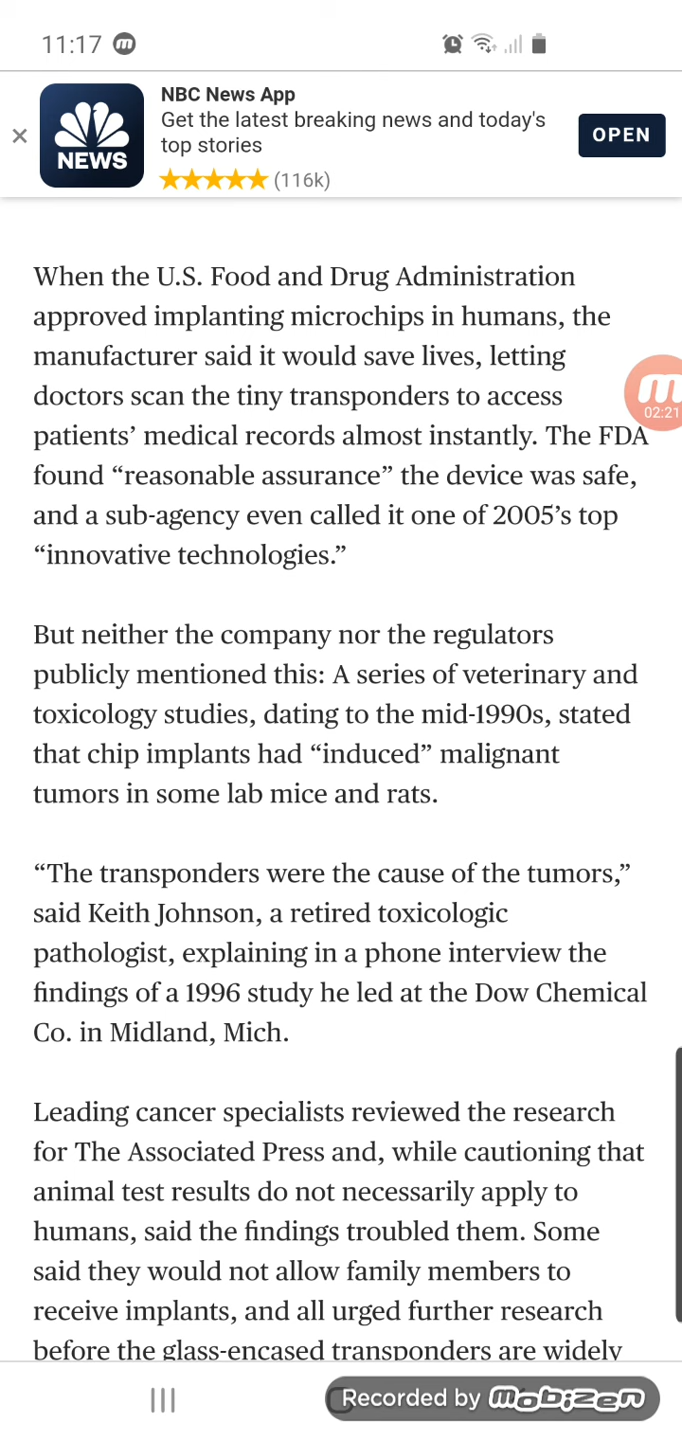 11:17
NBC News App
Get the latest breaking news and today's
top stories
(116k)
NEWS
OPEN
When the U.S. Food and Drug Administration
approved implanting microchips in humans, the
manufacturer said it would save lives, letting
doctors scan the tiny transponders to access
patients’ medical records almost instantly. The FDA
found “reasonable assurance” the device was safe,
and a sub-agency even called it one of 2005’s top
“innovative technologies.”
02:21
But neither the company nor the regulators
publicly mentioned this: A series of veterinary and
toxicology studies, dating to the mid-1990s, stated
that chip implants had “induced” malignant
tumors in some lab mice and rats.
“The transponders were the cause of the tumors,”
said Keith Johnson, a retired toxicologic
pathologist, explaining in a phone interview the
findings of a 1996 study he led at the Dow Chemical
Co. in Midland, Mich.
Leading cancer specialists reviewed the research
for The Associated Press and, while cautioning that
animal test results do not necessarily apply to
humans, said the findings troubled them. Some
said they would not allow family members to
receive implants, and all urged further research
before the glass-encased transponders are widely
Recorded by mobizen